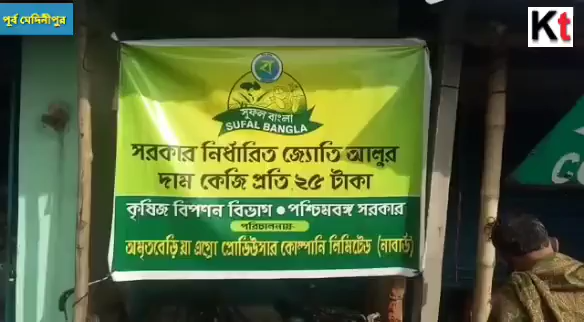 পূর্ব মেদিনীপুর
Kt
সুফল বাংলা
SUFAL BANGLA
সরকার নির্ধারিত জ্যোতি আলুর
দাম কেজি প্রতি ২৫ টাকা
কৃষিজ বিপণন বিভাগ • পশ্চিমবঙ্গ সরকার
পরিচালনায়-
অমৃতবেড়িয়া এগ্রো প্রোডিউসার কোম্পানি লিমিটেড (নাবার্ড)